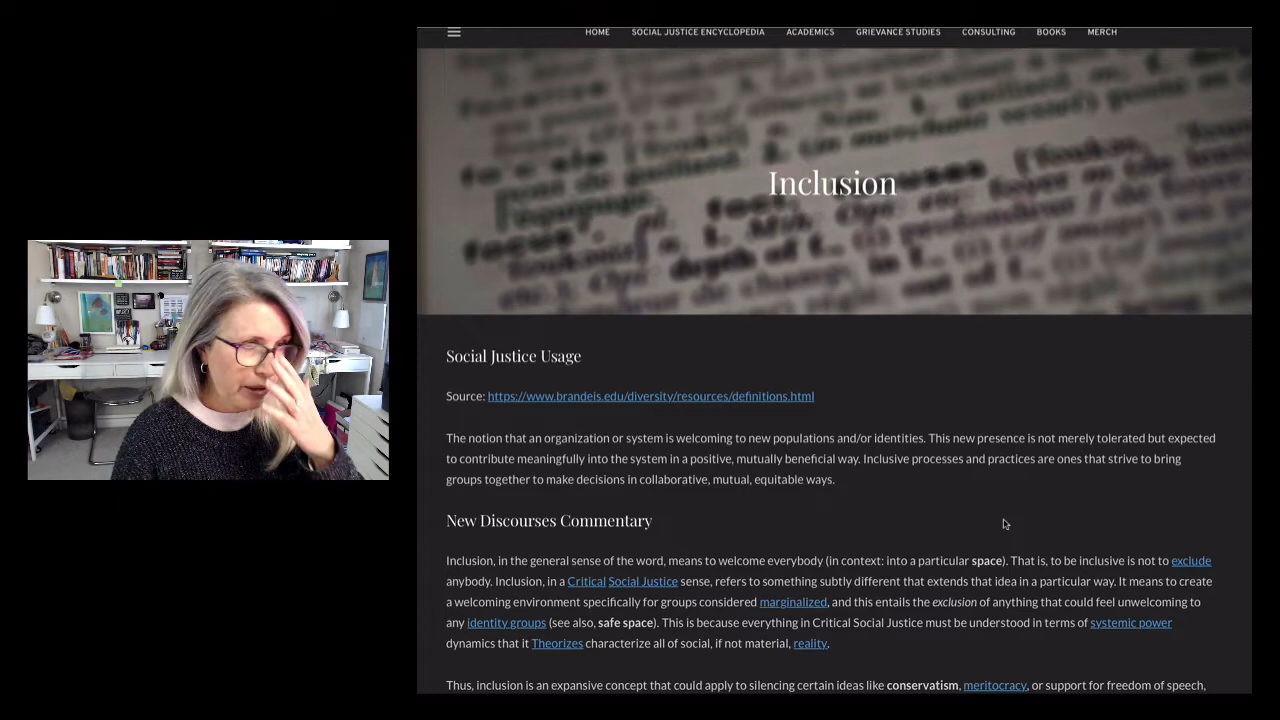 HOME SOCIAL JUSTICE ENCYCLOPEDIA ACADEMICS GRIEVANCE STUDIES CONSULTING BOOKS MERCH
Inclusion
Social Justice Usage
Source: https://www.brandeis.edu/diversity/resources/definitions.html
The notion that an organization or system is welcoming to new populations and/or identities. This new presence is not merely tolerated but expected
to contribute meaningfully into the system in a positive, mutually beneficial way. Inclusive processes and practices are ones that strive to bring
groups together to make decisions in collaborative, mutual, equitable ways.
New Discourses Commentary
Inclusion, in the general sense of the word, means to welcome everybody (in context: into a particular space). That is, to be inclusive is not to exclude
anybody. Inclusion, in a Critical Social Justice sense, refers to something subtly different that extends that idea in a particular way. It means to create
a welcoming environment specifically for groups considered marginalized, and this entails the exclusion of anything that could feel unwelcoming to
any identity groups (see also, safe space). This is because everything in Critical Social Justice must be understood in terms of systemic power
dynamics that it Theorizes characterize all of social, if not material, reality.
Thus, inclusion is an expansive concept that could apply to silencing certain ideas like conservatism, meritocracy, or support for freedom of speech,